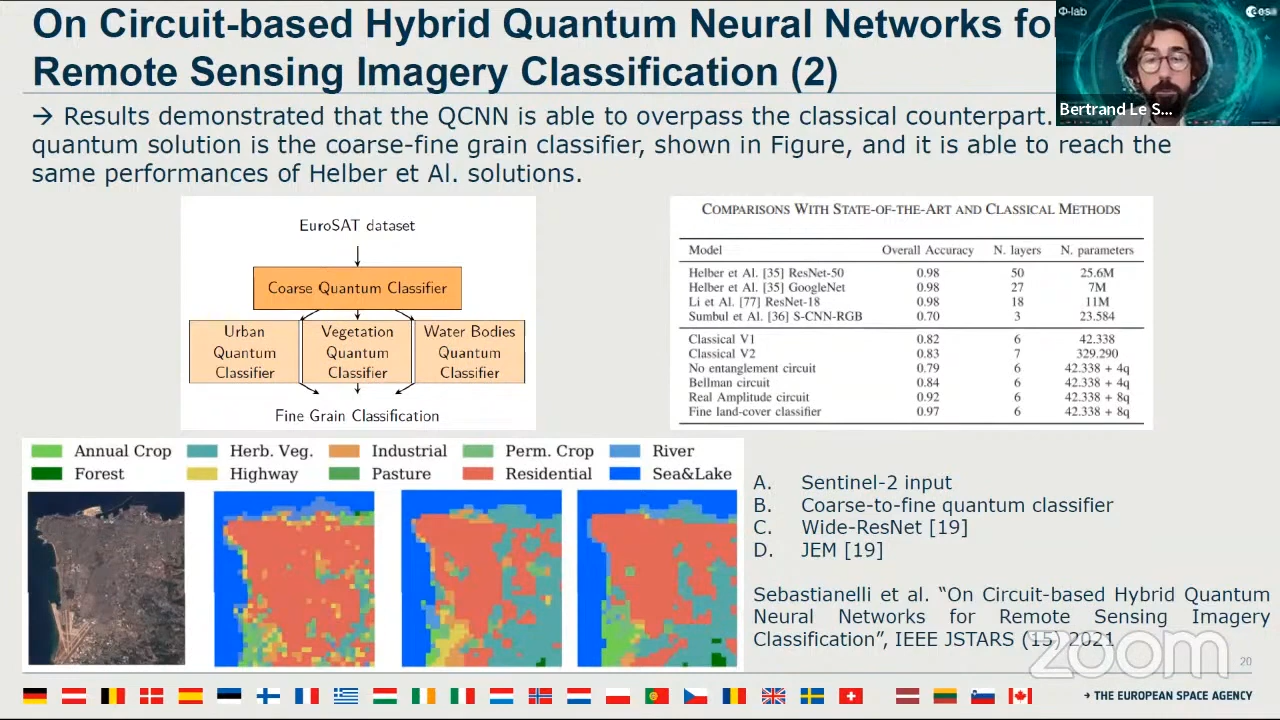 On Circuit-based Hybrid Quantum Neural Networks fo
Remote Sensing Imagery Classification (2)
Φ-lab
esa
Bertrand Le S...
→ Results demonstrated that the QCNN is able to overpass the classical counterpart.
quantum solution is the coarse-fine grain classifier, shown in Figure, and it is able to reach the
same performances of Helber et Al. solutions.
EuroSAT dataset
Coarse Quantum Classifier
Urban Quantum Classifier
Vegetation Quantum Classifier
Water Bodies Quantum Classifier
Fine Grain Classification
COMPARISONS WITH STATE-OF-THE-ART AND CLASSICAL METHODS
Model Overall Accuracy N. layers N. parameters
Helber et Al. [35] ResNet-50 0.98 50 25.6M
Helber et Al. [35] GoogleNet 0.98 27 7M
Li et Al. [77] ResNet-18 0.98 18 11M
Sumbul et Al. [36] S-CNN-RGB 0.70 3 23.584
Classical V1 0.82 6 42.338
Classical V2 0.83 7 329.290
No entanglement circuit 0.79 6 42.338 + 4q
Bellman circuit 0.84 6 42.338 + 4q
Real Amplitude circuit 0.92 6 42.338 + 8q
Fine land-cover classifier 0.97 6 42.338 + 8q
Annual Crop Herb. Veg. Industrial Perm. Crop River
Forest Highway Pasture Residential Sea&Lake
A. Sentinel-2 input
B. Coarse-to-fine quantum classifier
C. Wide-ResNet [19]
D. JEM [19]
Sebastianelli et al. “On Circuit-based Hybrid Quantum
Neural Networks for Remote Sensing Imagery
Classification”, IEEE JSTARS (15) 2021
zoom
20
→ THE EUROPEAN SPACE AGENCY